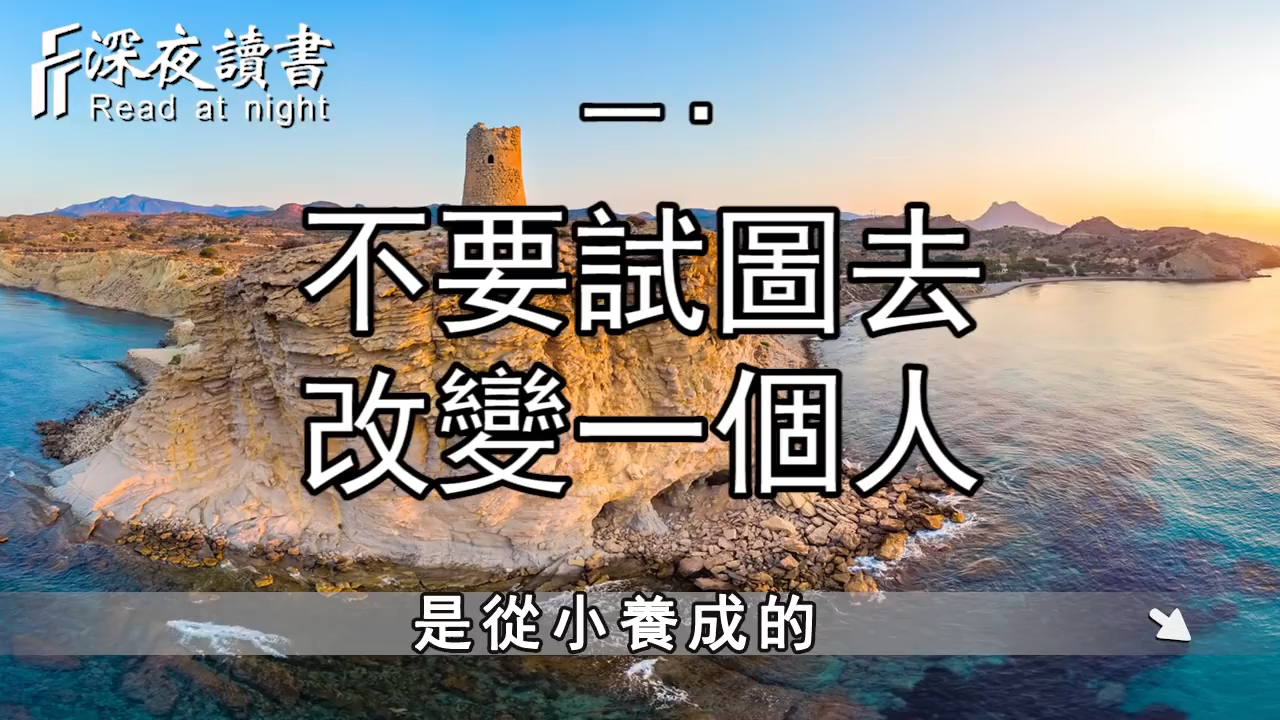 深夜讀書
Read at night
一·
不要試圖去
改變一個人
是從小養成的